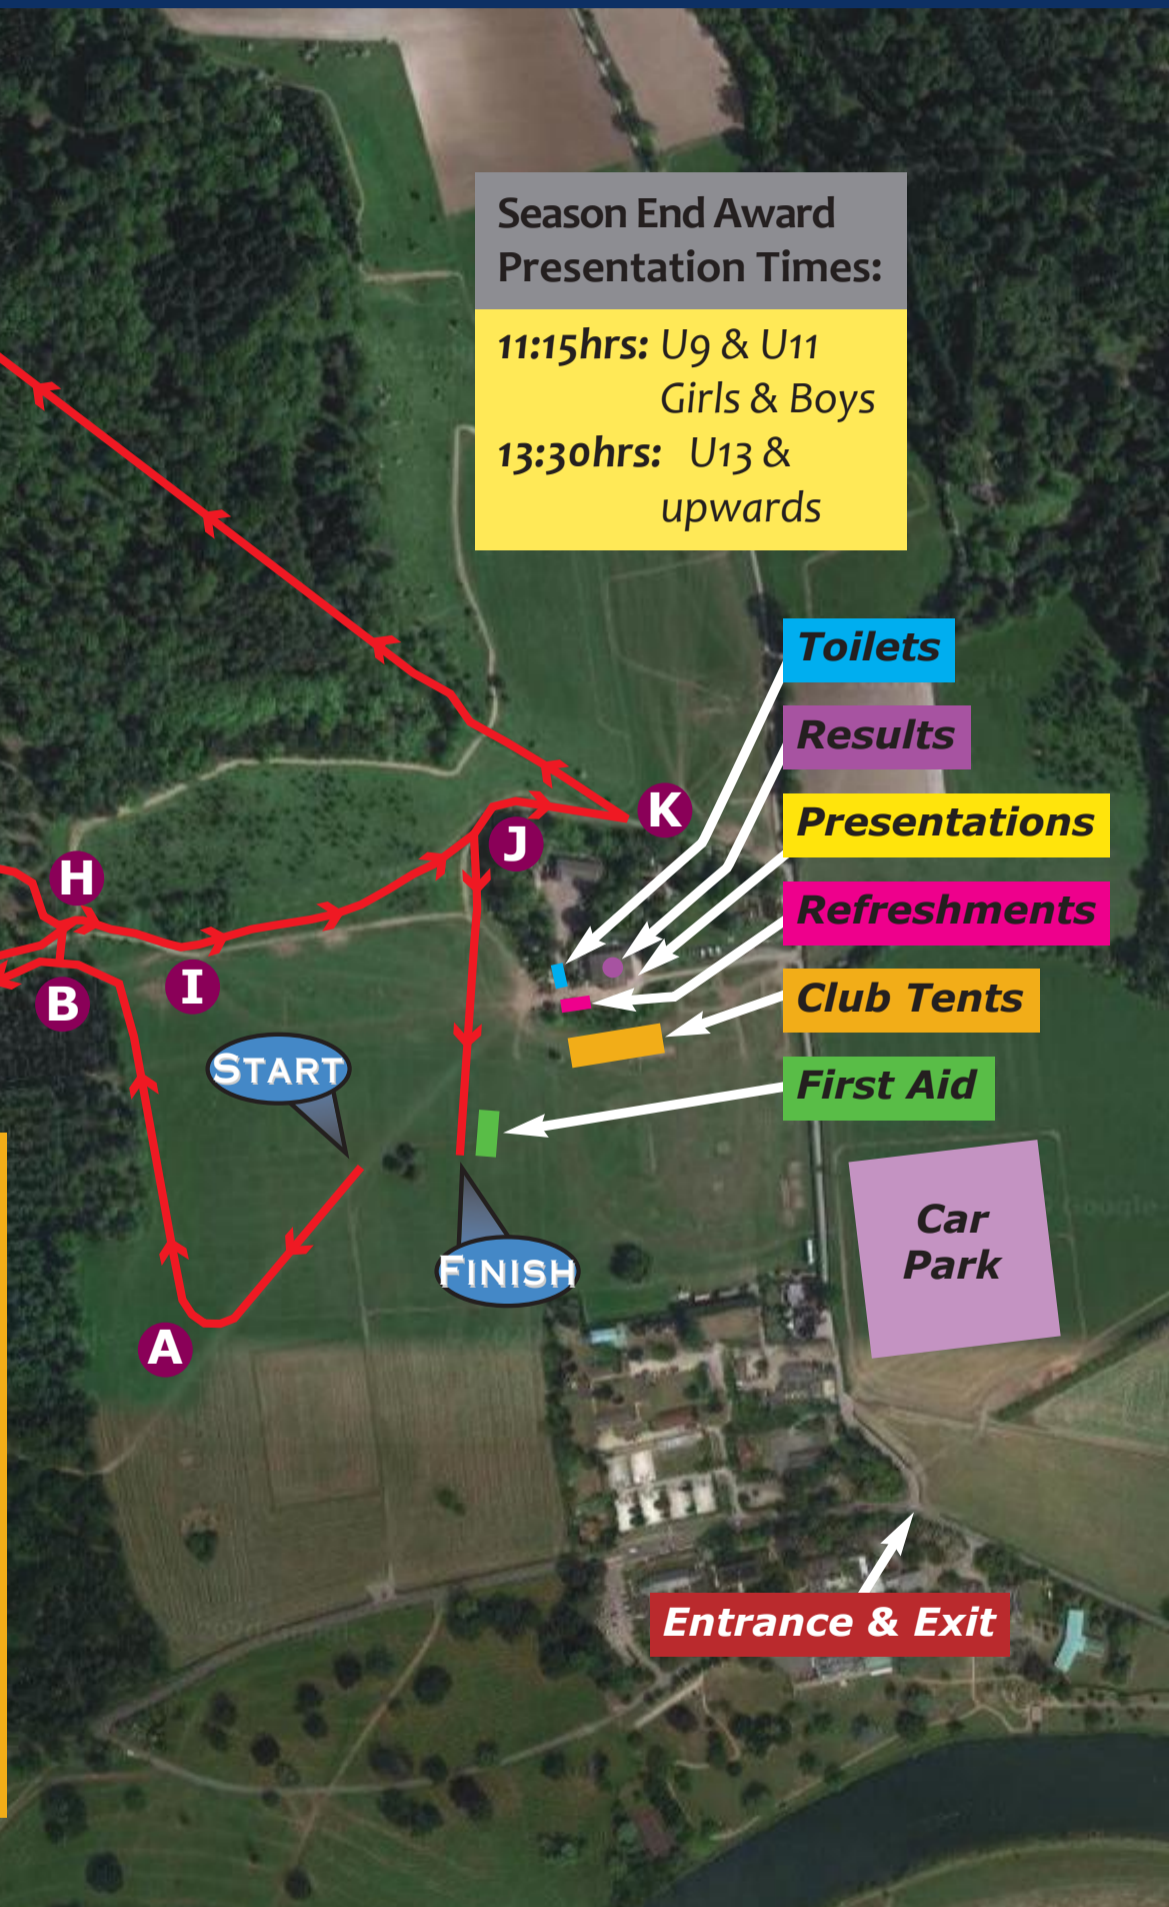 Season End Award
Presentation Times:
11:15hrs: U9 & U11
Girls & Boys
13:30hrs: U13 &
upwards
Toilets
Results
Presentations
Refreshments
Club Tents
First Aid
K
J
H
I
B
START
FINISH
A
Car
Park
Google
Entrance & Exit